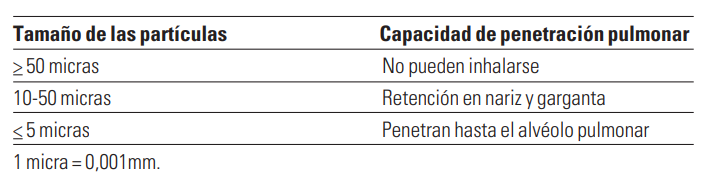 Tamaño de las partículas Capacidad de penetración pulmonar
≥ 50 micras No pueden inhalarse
10-50 micras Retención en nariz y garganta
≤ 5 micras Penetran hasta el alvéolo pulmonar
1 micra = 0,001mm.